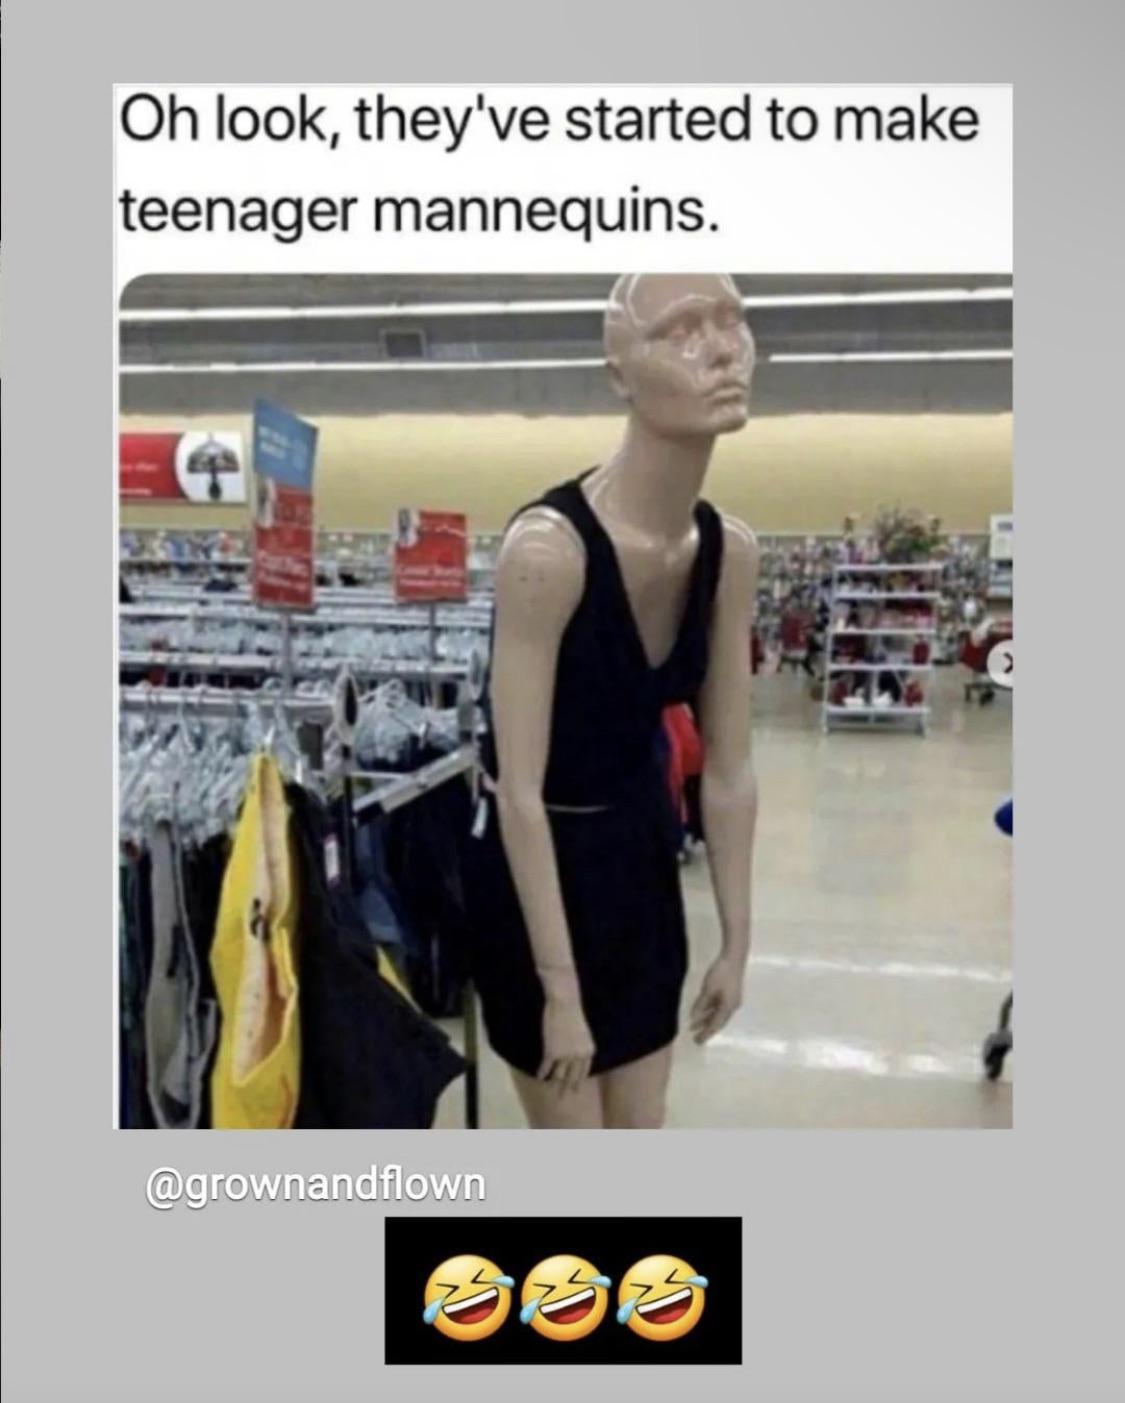 Oh look, they've started to make
teenager mannequins.
@grownandflown
🤣🤣🤣